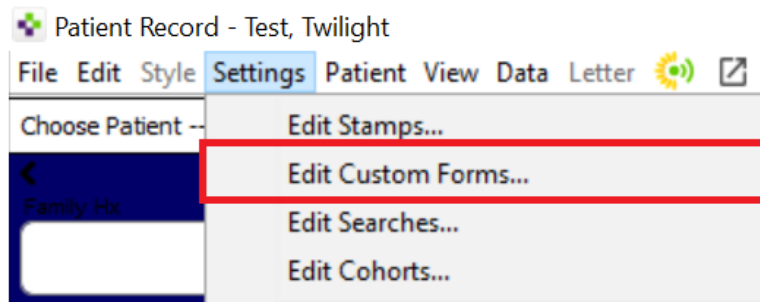 Patient Record - Test, Twilight
File Edit Style Settings Patient View Data Letter
Choose Patient --
Edit Stamps...
Edit Custom Forms...
Family Hx
Edit Searches...
Edit Cohorts...